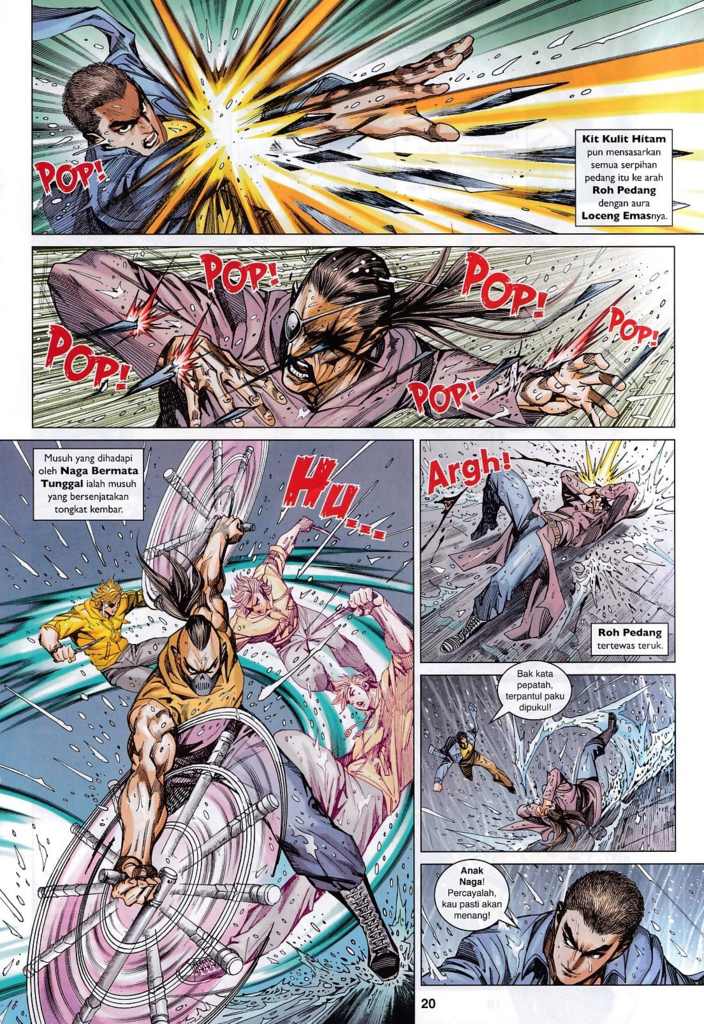 POP!
Kit Kulit Hitam
pun mensasarkan
semua serpihan
pedang itu ke arah
Roh Pedang
dengan aura
Loceng Emasnya.
POP!
POP!
POP!
POP!
POP!
Musuh yang dihadapi
oleh Naga Bermata
Tunggal ialah musuh
yang bersenjatakan
tongkat kembar.
Hu...
Argh!
Roh Pedang
tertewas teruk.
Bak kata
pepatah,
terpantul paku
dipukul!
Anak
Naga!
Percayalah,
kau pasti akan
menang!
20